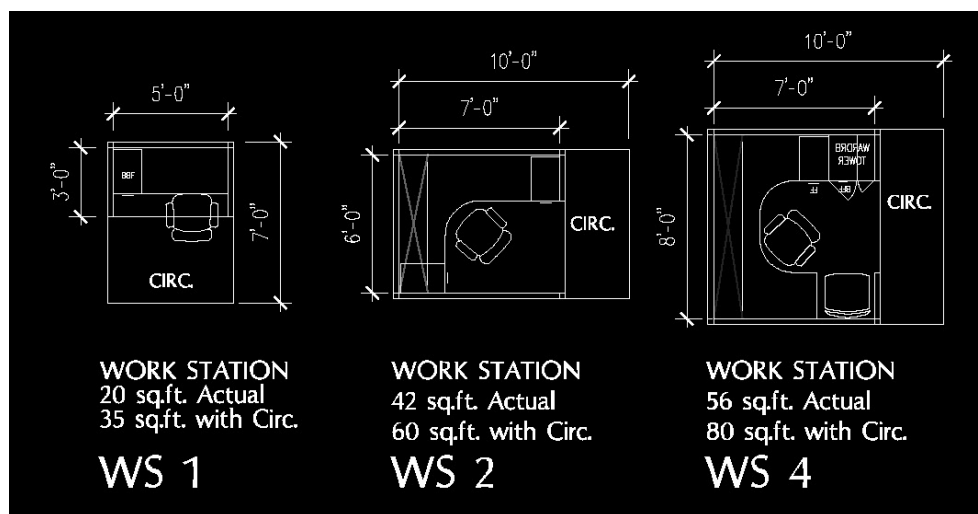 5'-0"
3'-0"
7'-0"
BBF
CIRC.
WORK STATION
20 sq.ft. Actual
35 sq.ft. with Circ.
WS 1
10'-0"
7'-0"
6'-0"
CIRC.
WORK STATION
42 sq.ft. Actual
60 sq.ft. with Circ.
WS 2
10'-0"
7'-0"
8'-0"
WARDRB
TOWER
FF
BFF
CIRC.
WORK STATION
56 sq.ft. Actual
80 sq.ft. with Circ.
WS 4